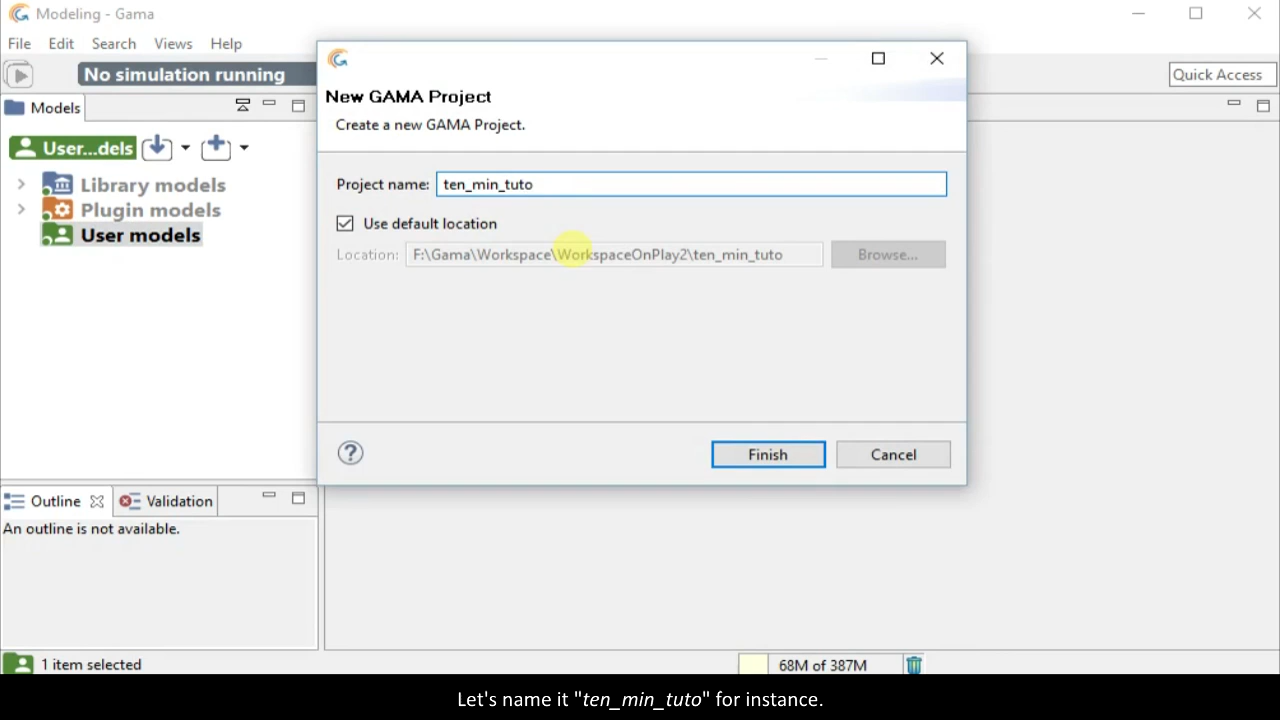 Modeling - Gama
File Edit Search Views Help
No simulation running
Quick Access
Models
User...dels
Library models
Plugin models
User models
New GAMA Project
Create a new GAMA Project.
Project name: ten_min_tuto
Use default location
Location: F:\Gama\Workspace\WorkspaceOnPlay2\ten_min_tuto Browse...
? Finish Cancel
Outline Validation
An outline is not available.
1 item selected 68M of 387M
Let's name it "ten_min_tuto" for instance.